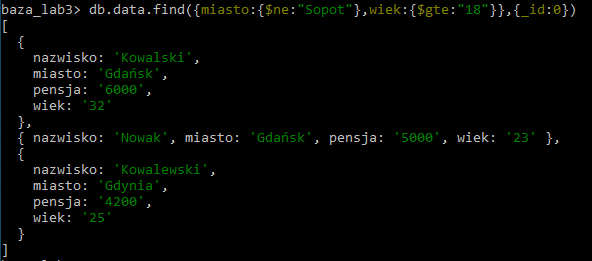 baza_lab3> db.data.find({miasto:{$ne:"Sopot"},wiek:{$gte:"18"}},{_id:0})
[
  {
    nazwisko: 'Kowalski',
    miasto: 'Gdańsk',
    pensja: '6000',
    wiek: '32'
  },
  { nazwisko: 'Nowak', miasto: 'Gdańsk', pensja: '5000', wiek: '23' },
  {
    nazwisko: 'Kowalewski',
    miasto: 'Gdynia',
    pensja: '4200',
    wiek: '25'
  }
]